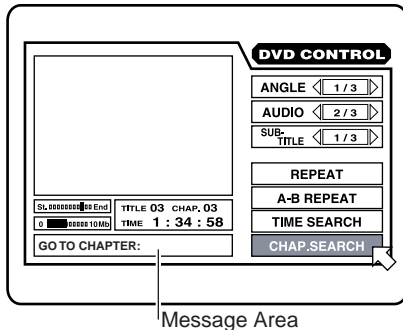 DVD CONTROL
ANGLE 1 / 3
AUDIO 2 / 3
SUB-TITLE 1 / 3
REPEAT
A-B REPEAT
TIME SEARCH
CHAP.SEARCH
St. End
0 10Mb
TITLE 03 CHAP. 03
TIME 1 : 34 : 58
GO TO CHAPTER:
Message Area